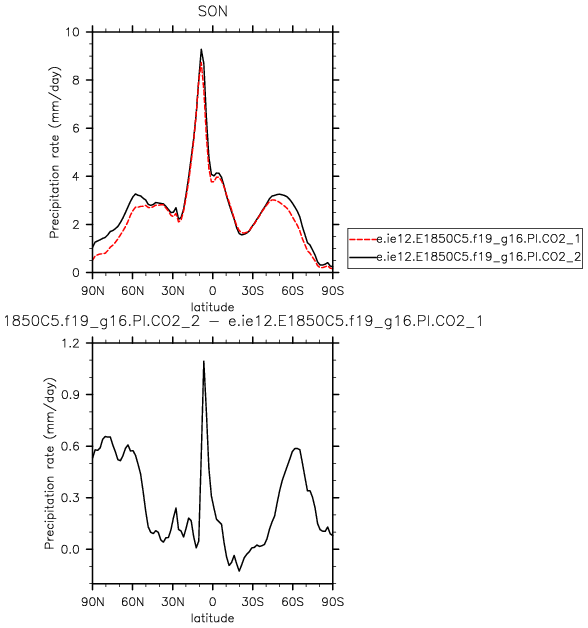 SON
10
8
6
4
2
0
Precipitation rate (mm/day)
90N 60N 30N 0 30S 60S 90S
latitude
e.ie12.E1850C5.f19_g16.PI.CO2_1
e.ie12.E1850C5.f19_g16.PI.CO2_2
1850C5.f19_g16.PI.CO2_2 − e.ie12.E1850C5.f19_g16.PI.CO2_1
1.2
0.9
0.6
0.3
0.0
Precipitation rate (mm/day)
90N 60N 30N 0 30S 60S 90S
latitude